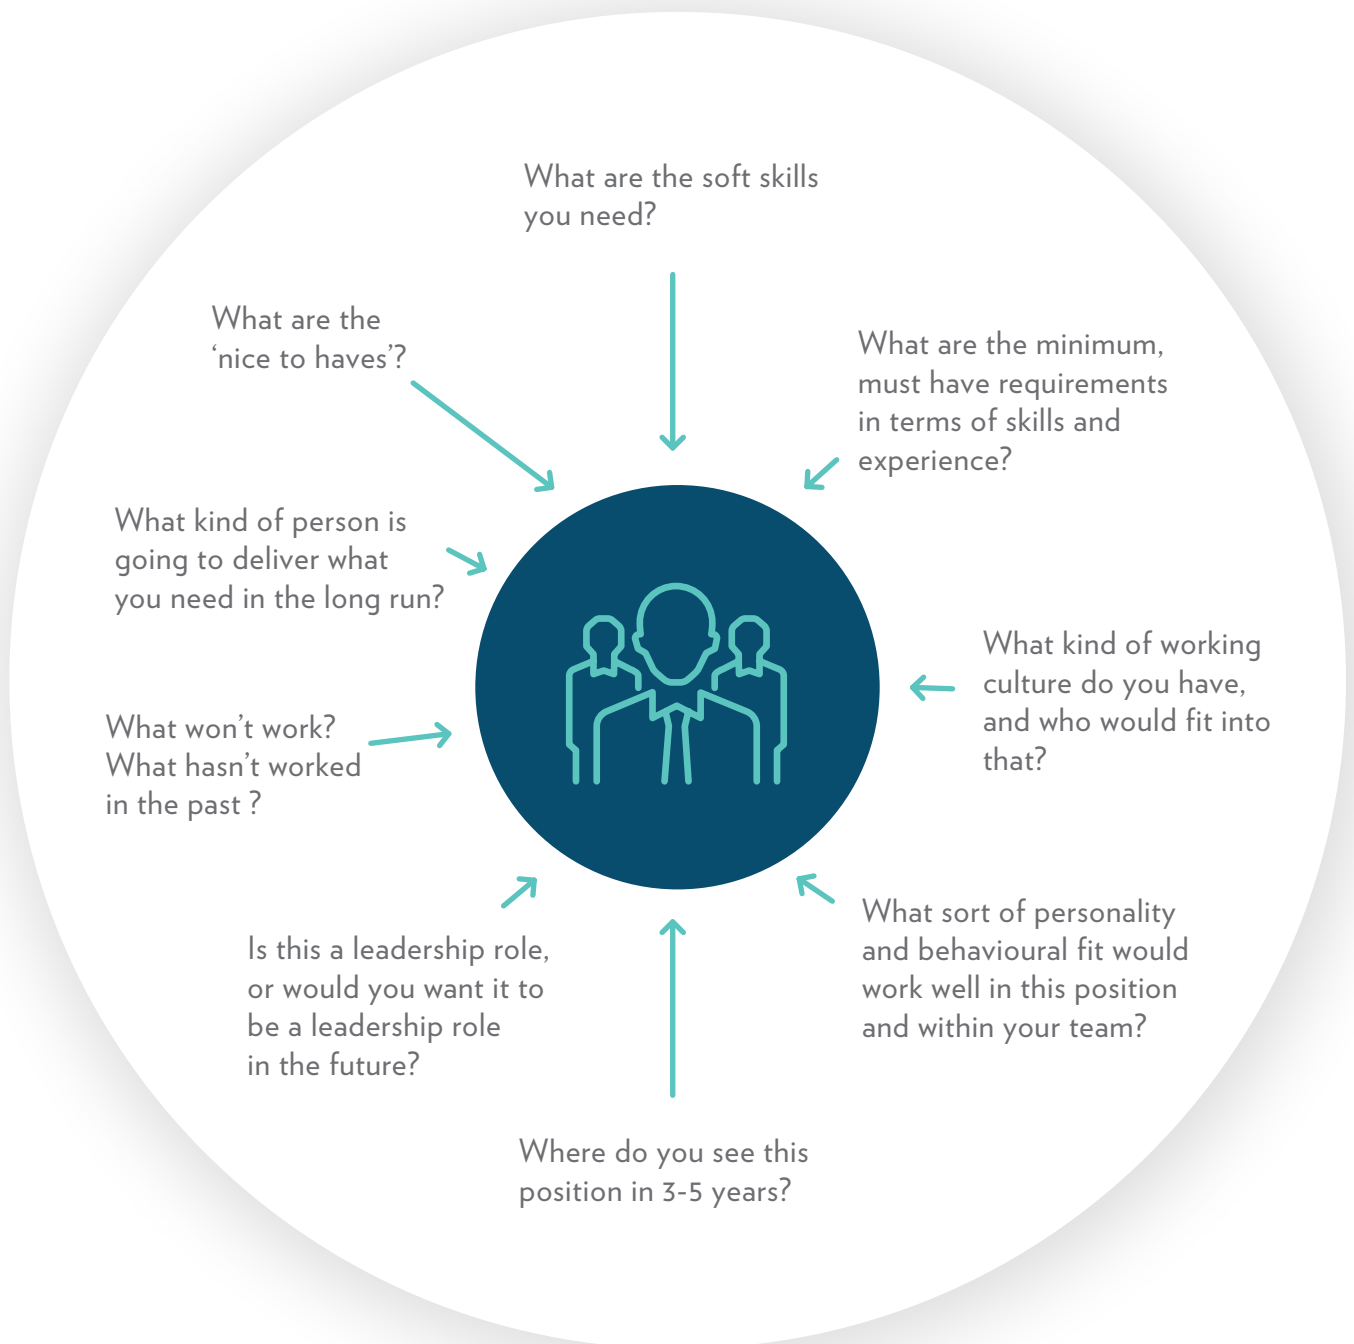 What are the soft skills
you need?
What are the
‘nice to haves’?
What are the minimum,
must have requirements
in terms of skills and
experience?
What kind of person is
going to deliver what
you need in the long run?
What kind of working
culture do you have,
and who would fit into
that?
What won’t work?
What hasn’t worked
in the past ?
What sort of personality
and behavioural fit would
work well in this position
and within your team?
Is this a leadership role,
or would you want it to
be a leadership role
in the future?
Where do you see this
position in 3-5 years?